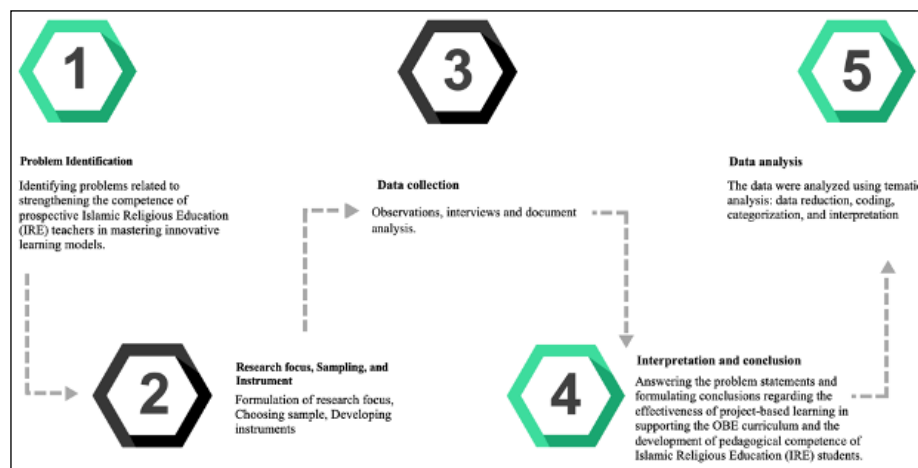 1
Problem Identification
Identifying problems related to
strengthening the competence of
prospective Islamic Religious Education
(IRE) teachers in mastering innovative
learning models.
2
Research focus, Sampling, and
Instrument
Formulation of research focus,
Choosing sample, Developing
instruments
3
Data collection
Observations, interviews and document
analysis.
4
Interpretation and conclusion
Answering the problem statements and
formulating conclusions regarding the
effectiveness of project-based learning in
supporting the OBE curriculum and the
development of pedagogical competence of
Islamic Religious Education (IRE) students.
5
Data analysis
The data were analyzed using tematic
analysis: data reduction, coding,
categorization, and interpretation